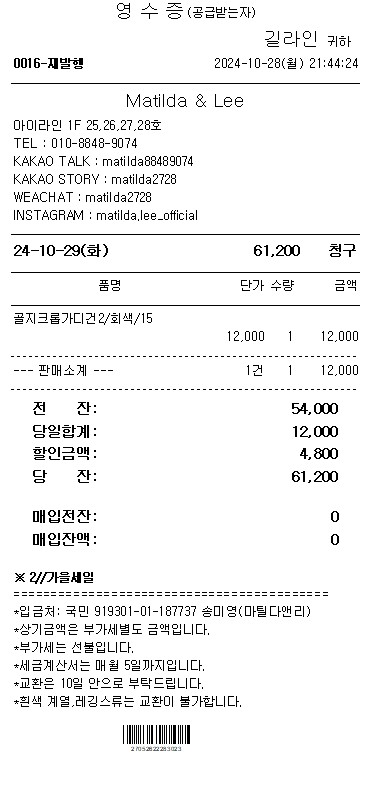 영 수 증 (공급받는자)
길라인 귀하
0016-재발행 2024-10-28(월) 21:44:24
Matilda & Lee
아이라인 1F 25,26,27,28호
TEL : 010-8848-9074
KAKAO TALK : matilda88489074
KAKAO STORY : matilda2728
WEACHAT : matilda2728
INSTAGRAM : matilda.lee_official
24-10-29(화) 61,200 청구
품명 단가 수량 금액
골지크롭가디건2/회색/15
12,000 1 12,000
--- 판매소계 --- 1건 1 12,000
전 잔: 54,000
당일합계: 12,000
할인금액: 4,800
당 잔: 61,200
매입전잔: 0
매입잔액: 0
※ 2//가을세일
=========================================
*입금처: 국민 919301-01-187737 송미영(마틸다앤리)
*상기금액은 부가세별도 금액입니다.
*부가세는 선불입니다.
*세금계산서는 매월 5일까지입니다.
*교환은 10일 안으로 부탁드립니다.
*흰색 계열,레깅스류는 교환이 불가합니다.
27052822283023